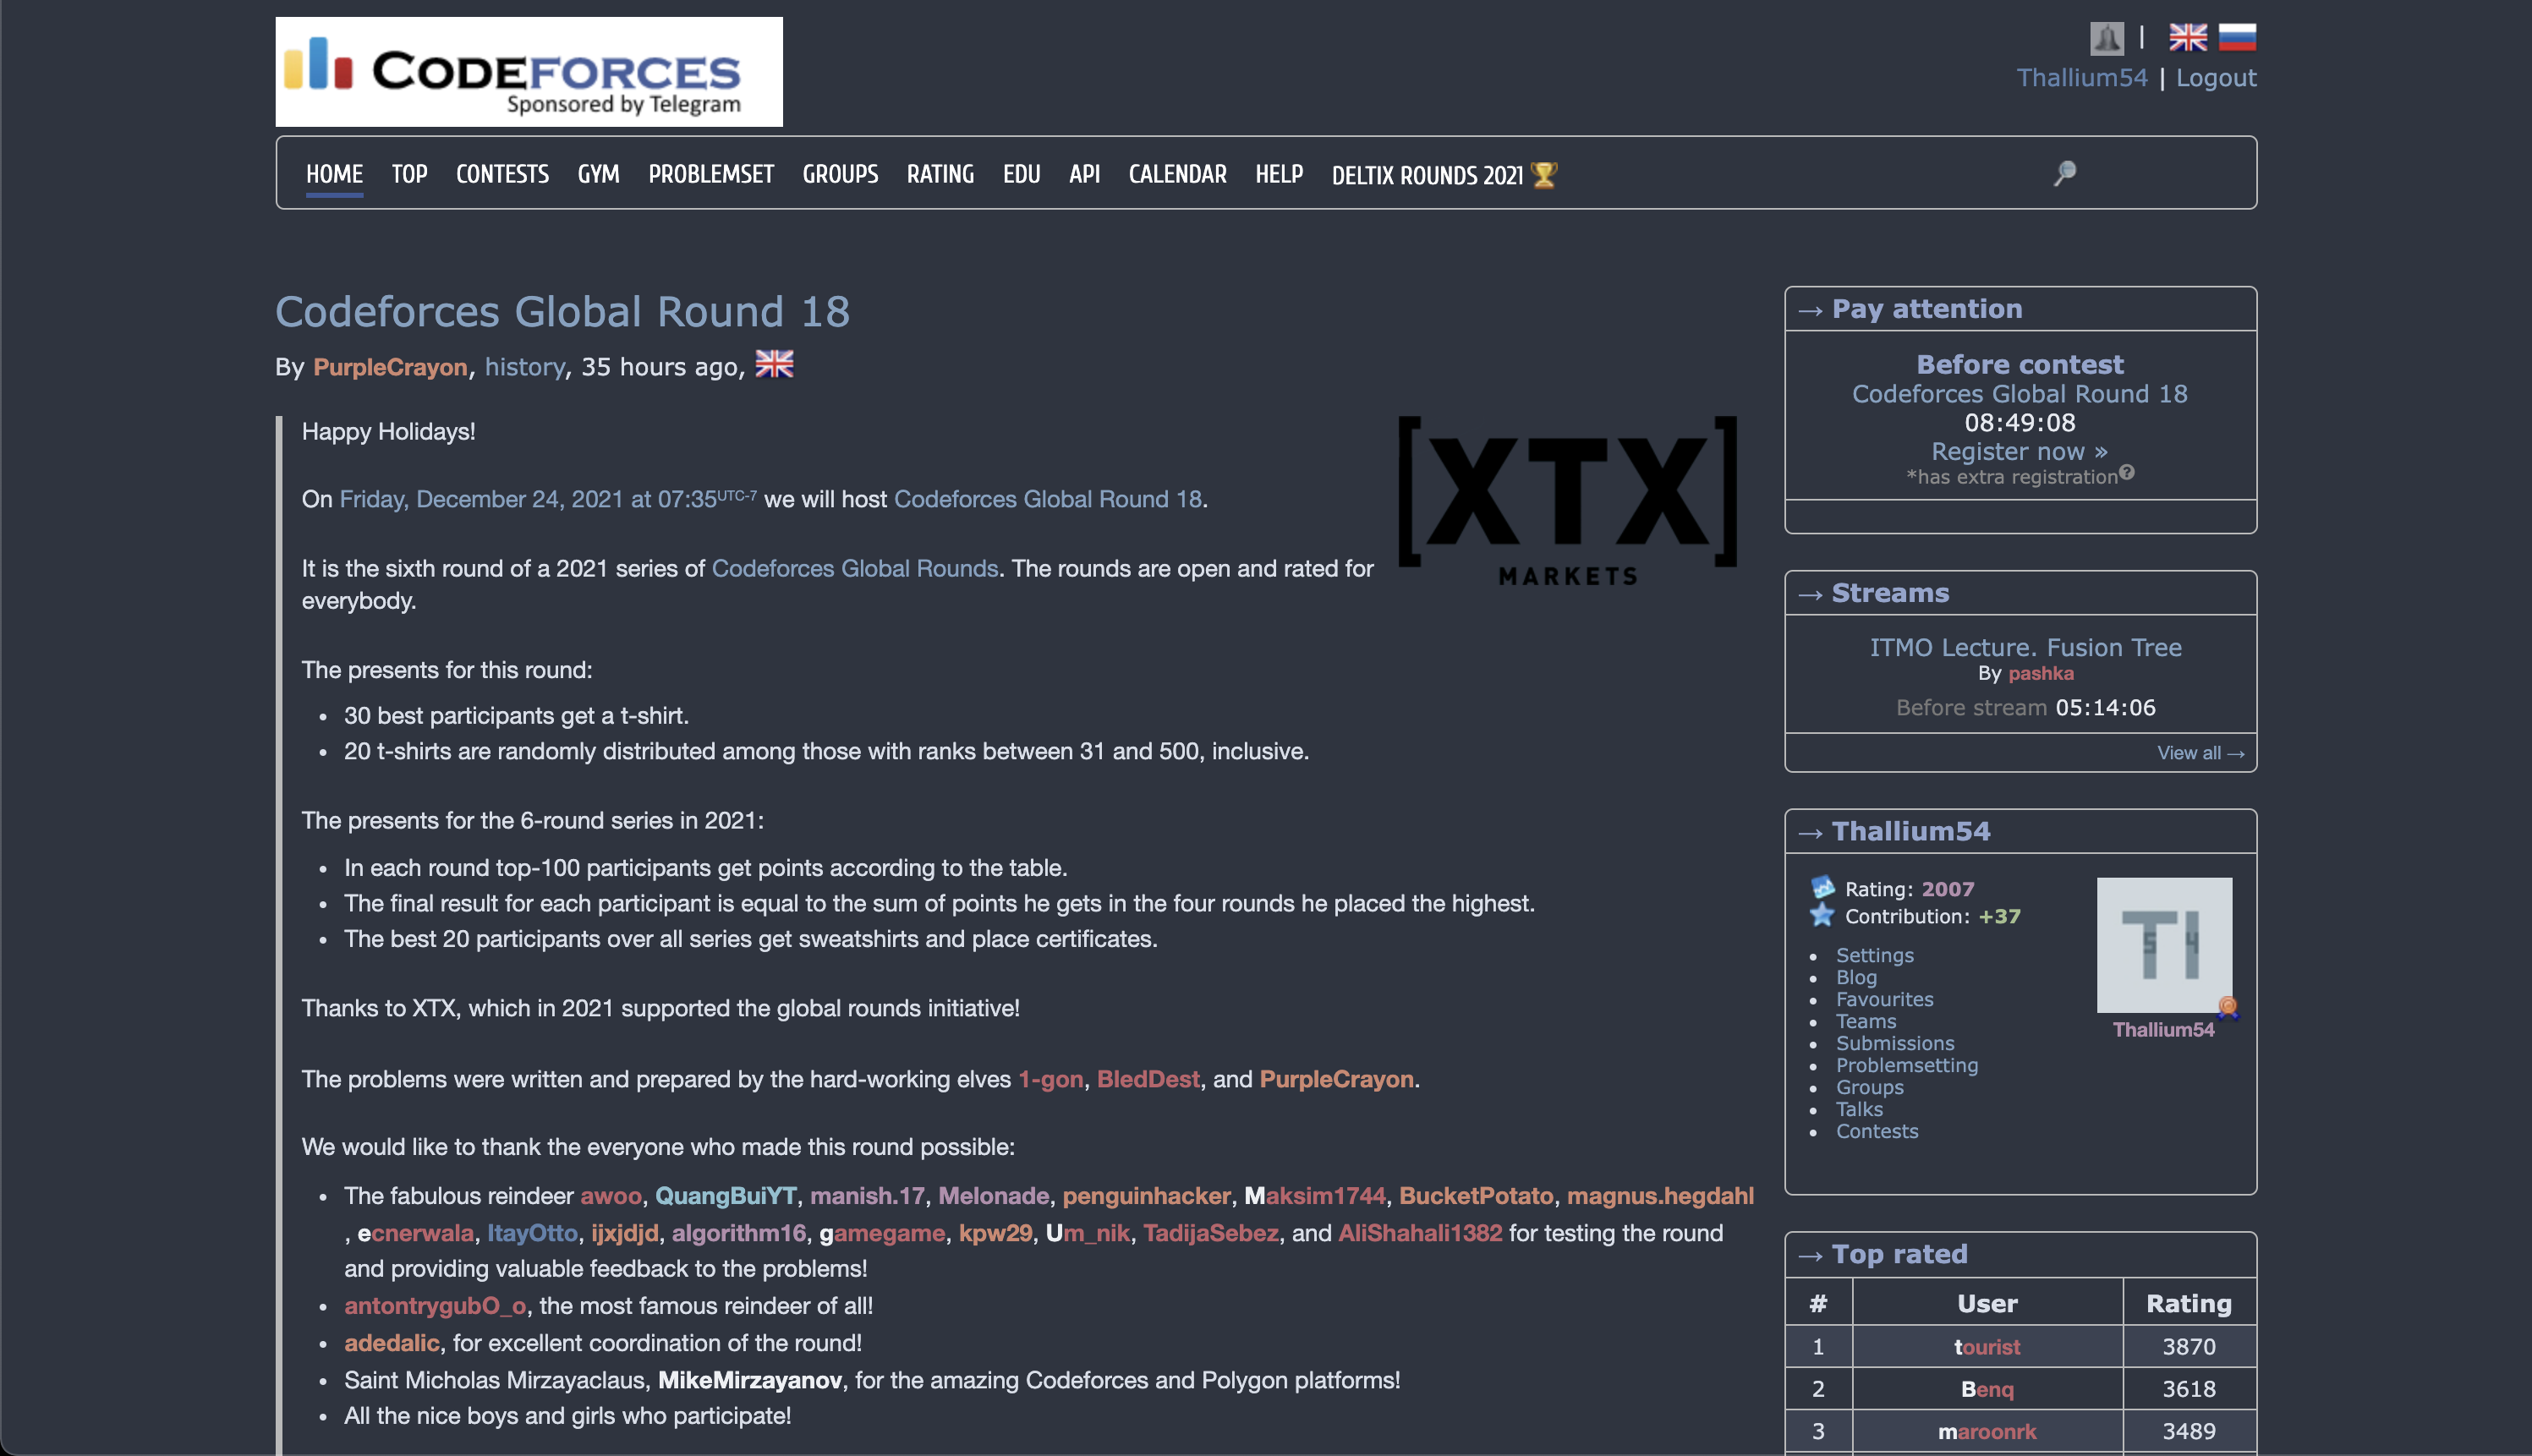 CODEFORCES
Sponsored by Telegram
|
Thallium54 | Logout
HOME TOP CONTESTS GYM PROBLEMSET GROUPS RATING EDU API CALENDAR HELP DELTIX ROUNDS 2021
Codeforces Global Round 18
By PurpleCrayon, history, 35 hours ago,
Happy Holidays!
On Friday, December 24, 2021 at 07:35UTC-7 we will host Codeforces Global Round 18.
It is the sixth round of a 2021 series of Codeforces Global Rounds. The rounds are open and rated for
everybody.
[XTX]
MARKETS
The presents for this round:
• 30 best participants get a t-shirt.
• 20 t-shirts are randomly distributed among those with ranks between 31 and 500, inclusive.
The presents for the 6-round series in 2021:
• In each round top-100 participants get points according to the table.
• The final result for each participant is equal to the sum of points he gets in the four rounds he placed the highest.
• The best 20 participants over all series get sweatshirts and place certificates.
Thanks to XTX, which in 2021 supported the global rounds initiative!
The problems were written and prepared by the hard-working elves 1-gon, BledDest, and PurpleCrayon.
We would like to thank the everyone who made this round possible:
• The fabulous reindeer awoo, QuangBuiYT, manish.17, Melonade, penguinhacker, Maksim1744, BucketPotato, magnus.hegdahl
, ecnerwala, ItayOtto, ijxjdjd, algorithm16, gamegame, kpw29, Um_nik, TadijaSebez, and AliShahali1382 for testing the round
and providing valuable feedback to the problems!
• antontrygubO_o, the most famous reindeer of all!
• adedalic, for excellent coordination of the round!
• Saint Micholas Mirzayaclaus, MikeMirzayanov, for the amazing Codeforces and Polygon platforms!
• All the nice boys and girls who participate!
→ Pay attention
Before contest
Codeforces Global Round 18
08:49:08
Register now »
*has extra registration?
→ Streams
ITMO Lecture. Fusion Tree
By pashka
Before stream 05:14:06
View all →
→ Thallium54
Rating: 2007
Contribution: +37
• Settings
• Blog
• Favourites
• Teams
• Submissions
• Problemsetting
• Groups
• Talks
• Contests
Tl
54
Thallium54
→ Top rated
# User Rating
1 tourist 3870
2 Benq 3618
3 maroonrk 3489